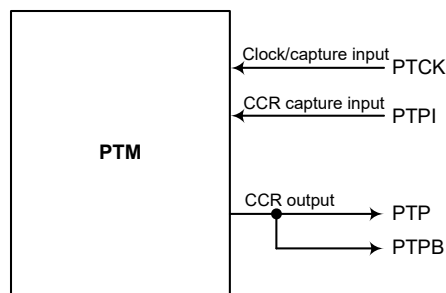 Clock/capture input
PTCK
CCR capture input
PTPI
PTM
CCR output
PTP
PTPB